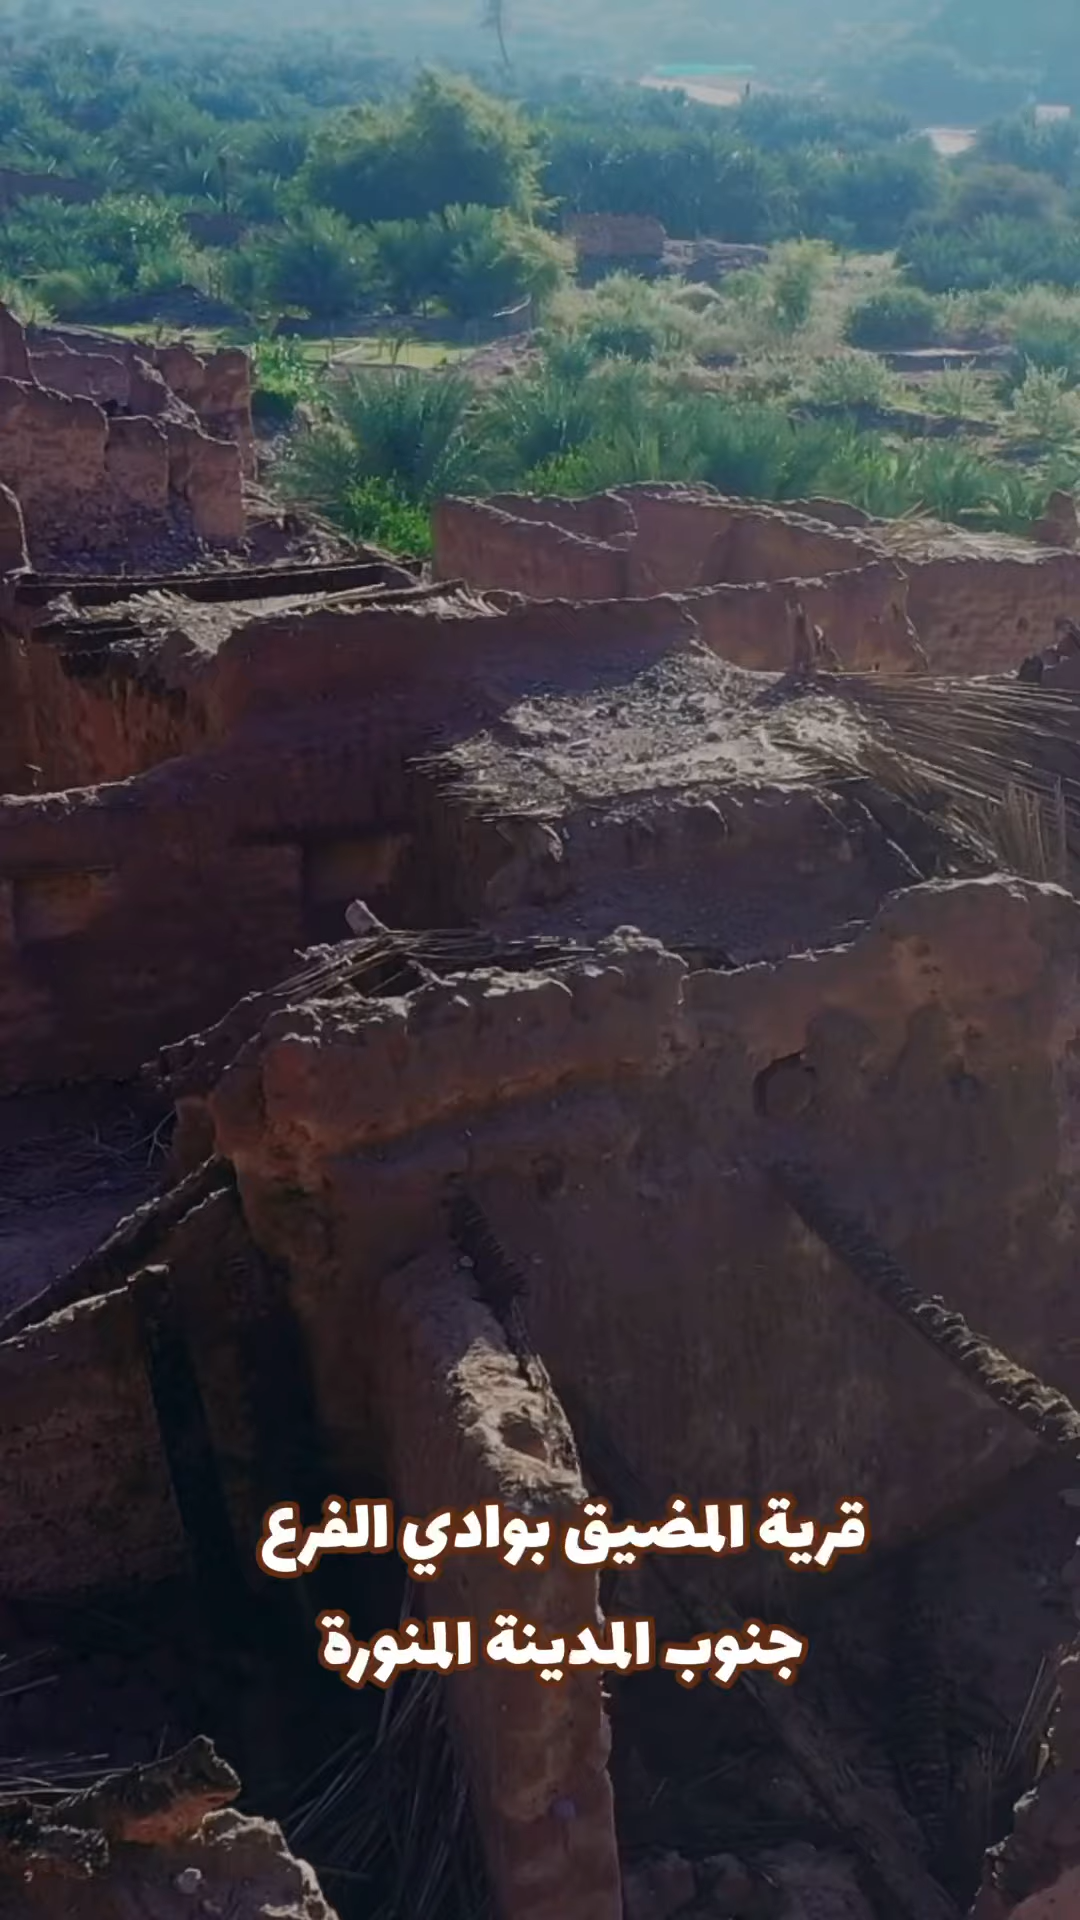 قرية المضيق بوادي الفرع
جنوب المدينة المنورة